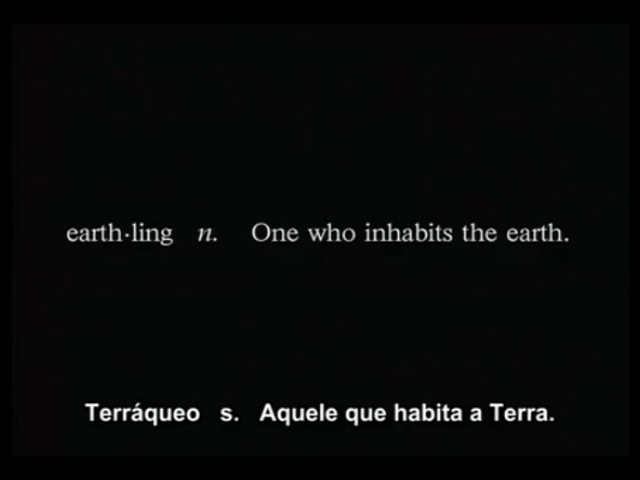 earth·ling n. One who inhabits the earth.
Terráqueo s. Aquele que habita a Terra.